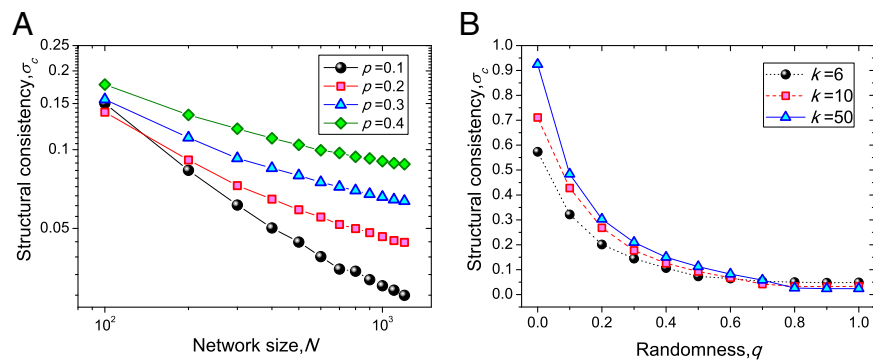 A
Structural consistency,σc
0.25
0.2
0.15
0.1
0.05
10²
10³
Network size,N
p=0.1
p=0.2
p=0.3
p=0.4
B
Structural consistency,σc
1.0
0.9
0.8
0.7
0.6
0.5
0.4
0.3
0.2
0.1
0.0
0.0 0.2 0.4 0.6 0.8 1.0
Randomness,q
k=6
k=10
k=50